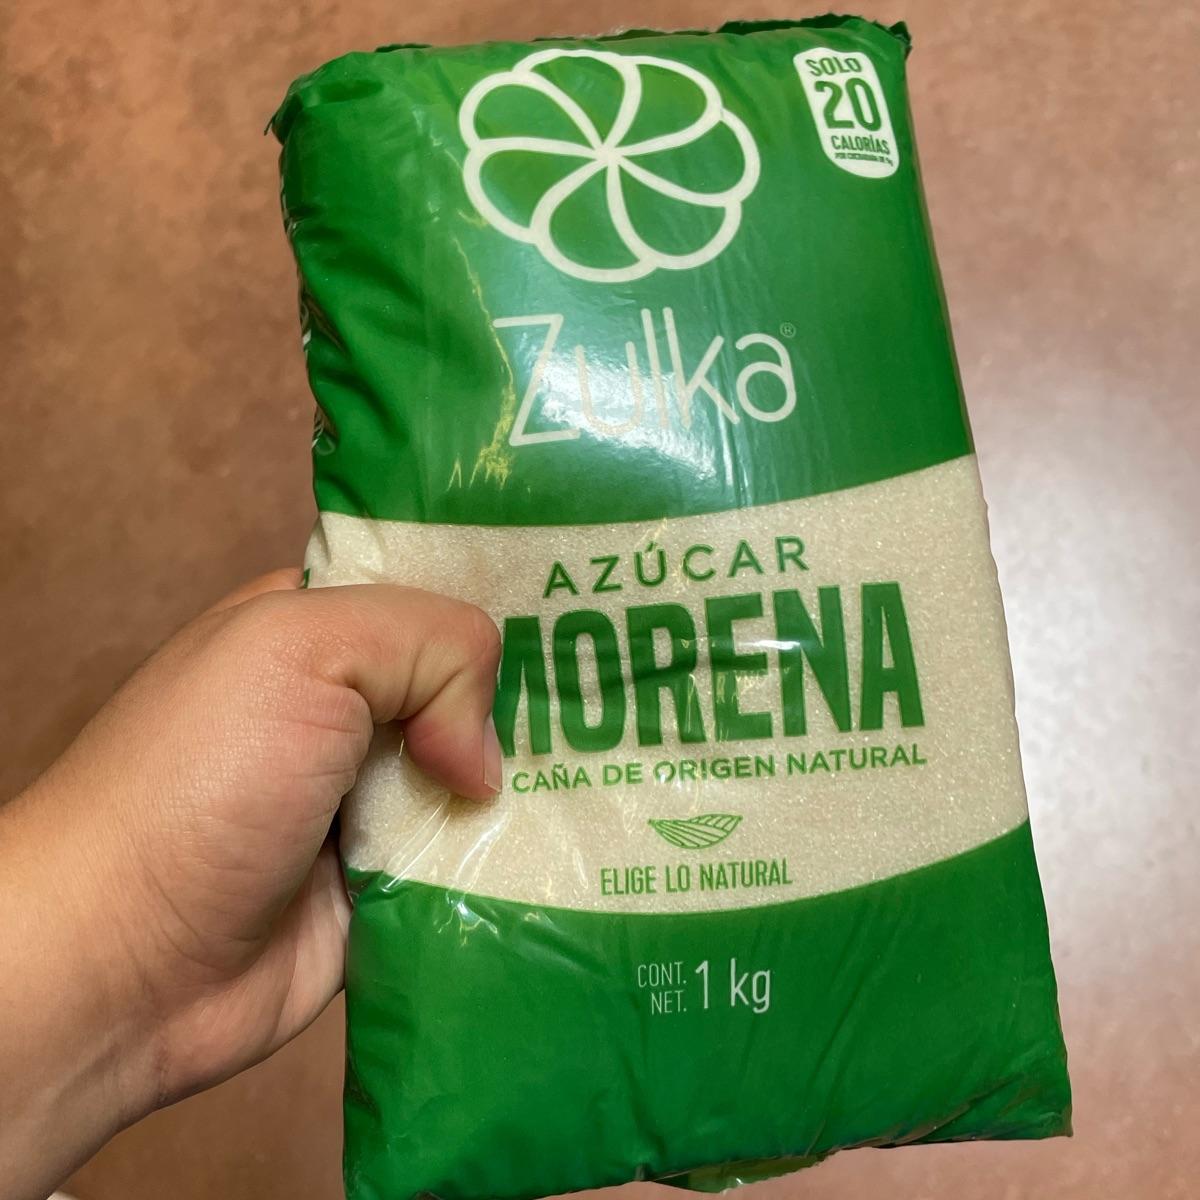 SOLO
20
CALORÍAS
Zulka®
AZÚCAR
MORENA
CAÑA DE ORIGEN NATURAL
ELIGE LO NATURAL
CONT.
NET. 1 kg